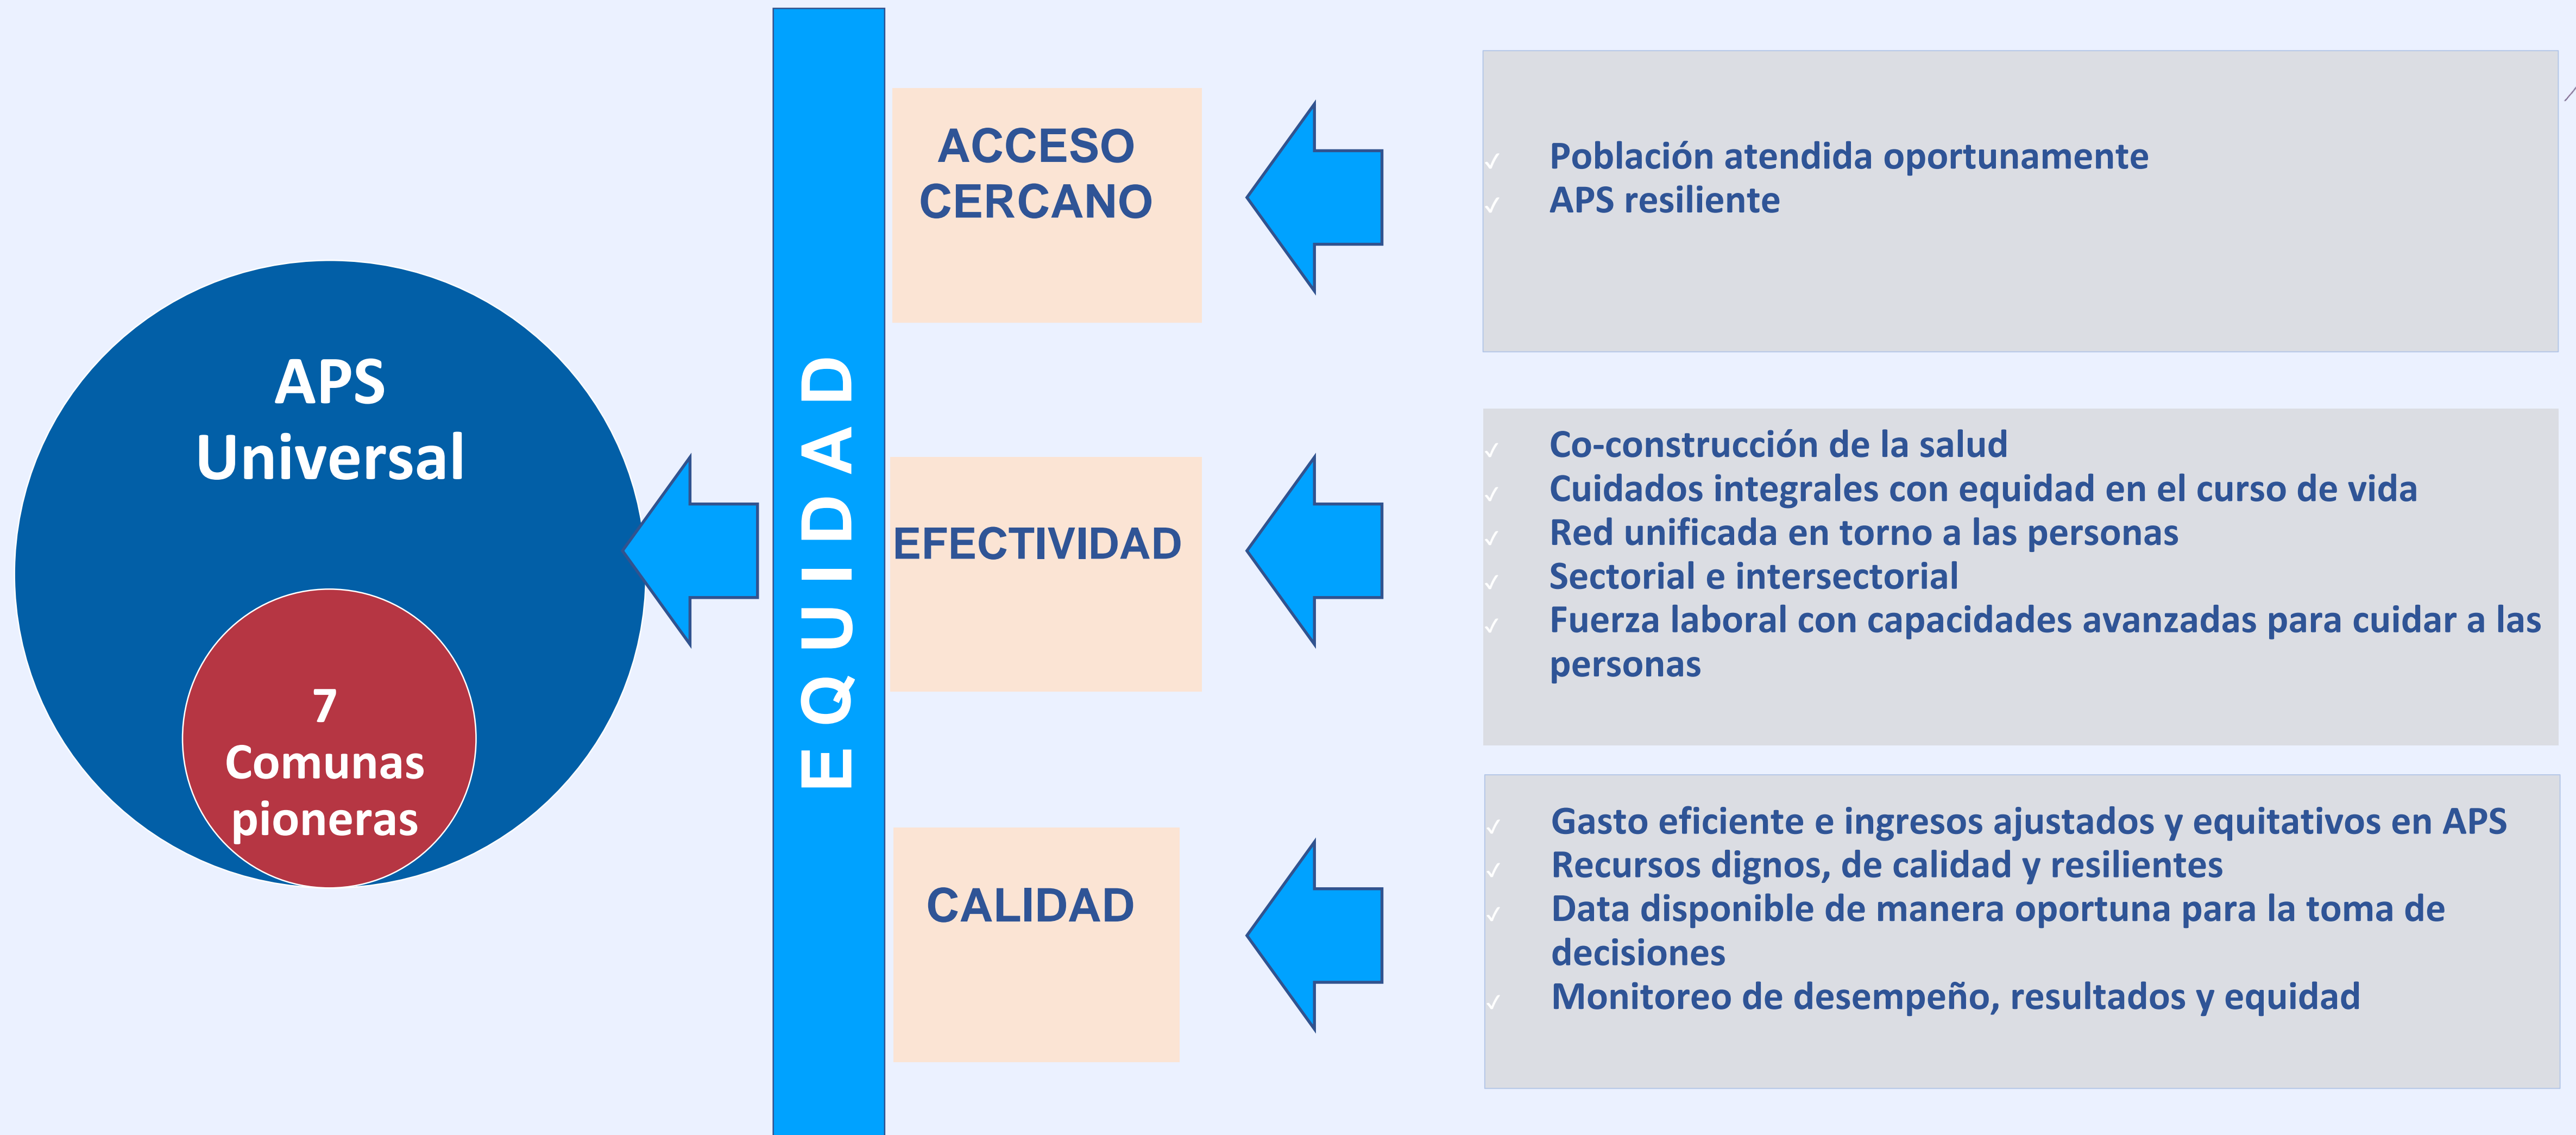 APS
Universal
7
Comunas
pioneras
EQUIDAD
ACCESO
CERCANO
✓ Población atendida oportunamente
✓ APS resiliente
EFECTIVIDAD
✓ Co-construcción de la salud
✓ Cuidados integrales con equidad en el curso de vida
✓ Red unificada en torno a las personas
✓ Sectorial e intersectorial
✓ Fuerza laboral con capacidades avanzadas para cuidar a las
personas
CALIDAD
✓ Gasto eficiente e ingresos ajustados y equitativos en APS
✓ Recursos dignos, de calidad y resilientes
✓ Data disponible de manera oportuna para la toma de
decisiones
✓ Monitoreo de desempeño, resultados y equidad